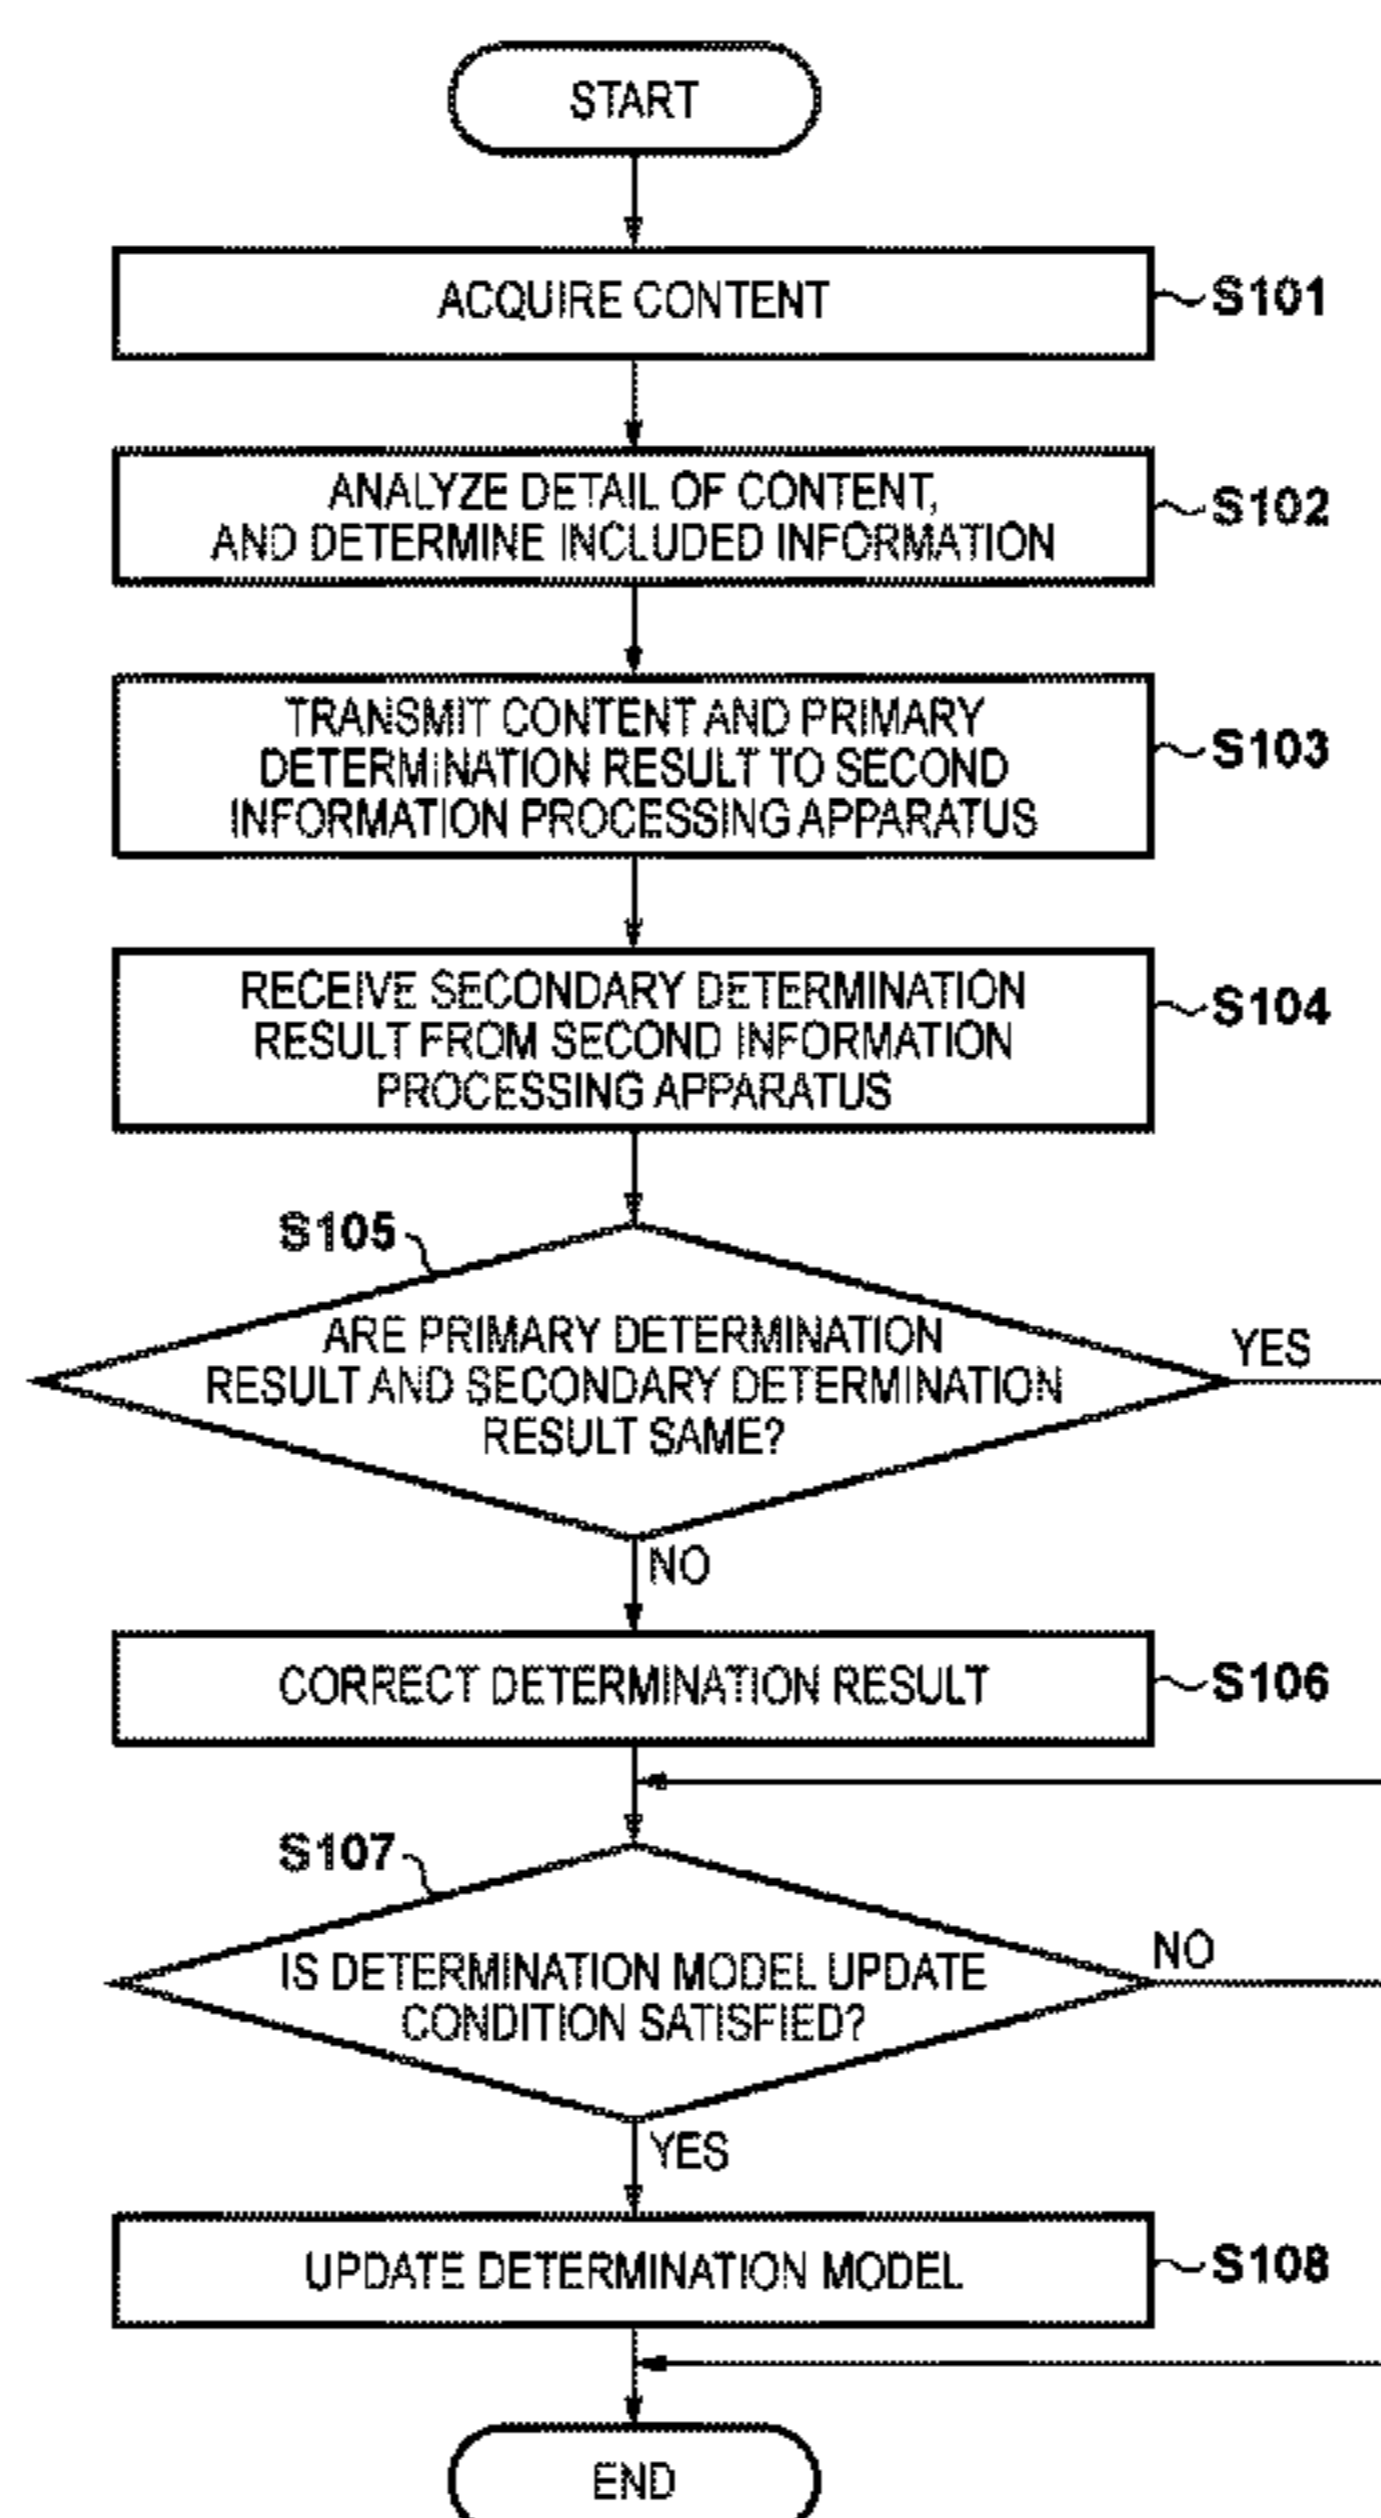 START
ACQUIRE CONTENT
S101
ANALYZE DETAIL OF CONTENT,
AND DETERMINE INCLUDED INFORMATION
S102
TRANSMIT CONTENT AND PRIMARY
DETERMINATION RESULT TO SECOND
INFORMATION PROCESSING APPARATUS
S103
RECEIVE SECONDARY DETERMINATION
RESULT FROM SECOND INFORMATION
PROCESSING APPARATUS
S104
S105
ARE PRIMARY DETERMINATION
RESULT AND SECONDARY DETERMINATION
RESULT SAME?
YES
NO
CORRECT DETERMINATION RESULT
S106
S107
IS DETERMINATION MODEL UPDATE
CONDITION SATISFIED?
NO
YES
UPDATE DETERMINATION MODEL
S108
END